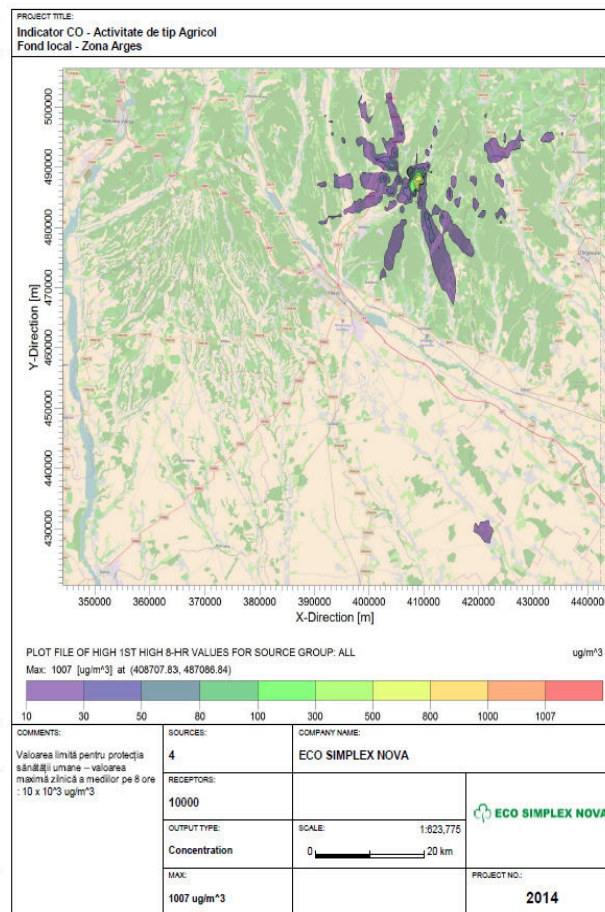 PROJECT TITLE:
Indicator CO - Activitate de tip Agricol
Fond local - Zona Arges
Y-Direction [m]
500000
490000
480000
470000
460000
450000
440000
430000
350000 360000 370000 380000 390000 400000 410000 420000 430000
X-Direction [m]
PLOT FILE OF HIGH 1ST HIGH 8-HR VALUES FOR SOURCE GROUP: ALL
ug/m^3
Max: 1007 [ug/m^3] at (408707.83, 487086.84)
10 30 50 80 100 300 500 800 1000 1007
COMMENTS:
Valoarea limită pentru protecția
sănătății umane – valoarea
maximă zilnică a mediilor pe 8 ore
: 10 x 10^3 ug/m^3
SOURCES:
4
COMPANY NAME:
ECO SIMPLEX NOVA
RECEPTORS:
10000
OUTPUT TYPE:
Concentration
SCALE:
1:623,775
0 20 km
ECO SIMPLEX NOVA
MAX:
1007 ug/m^3
PROJECT NO.:
2014